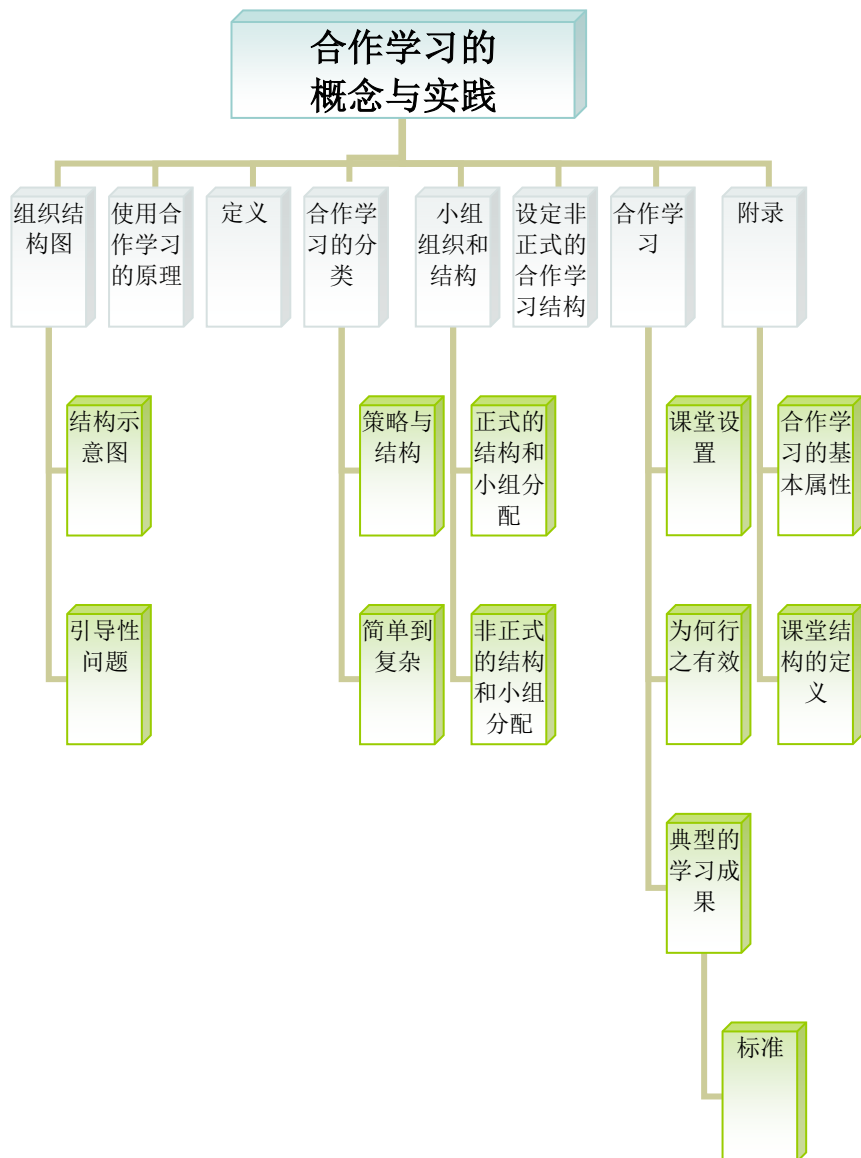 合作学习的
概念与实践
组织结
构图
使用合
作学习
的原理
定义
合作学
习的分
类
小组
组织和
结构
设定非
正式的
合作学
习结构
合作学
习
附录
结构示
意图
策略与
结构
正式的
结构和
小组分
配
课堂设
置
合作学
习的基
本属性
引导性
问题
简单到
复杂
非正式
的结构
和小组
分配
为何行
之有效
课堂结
构的定
义
典型的
学习成
果
标准